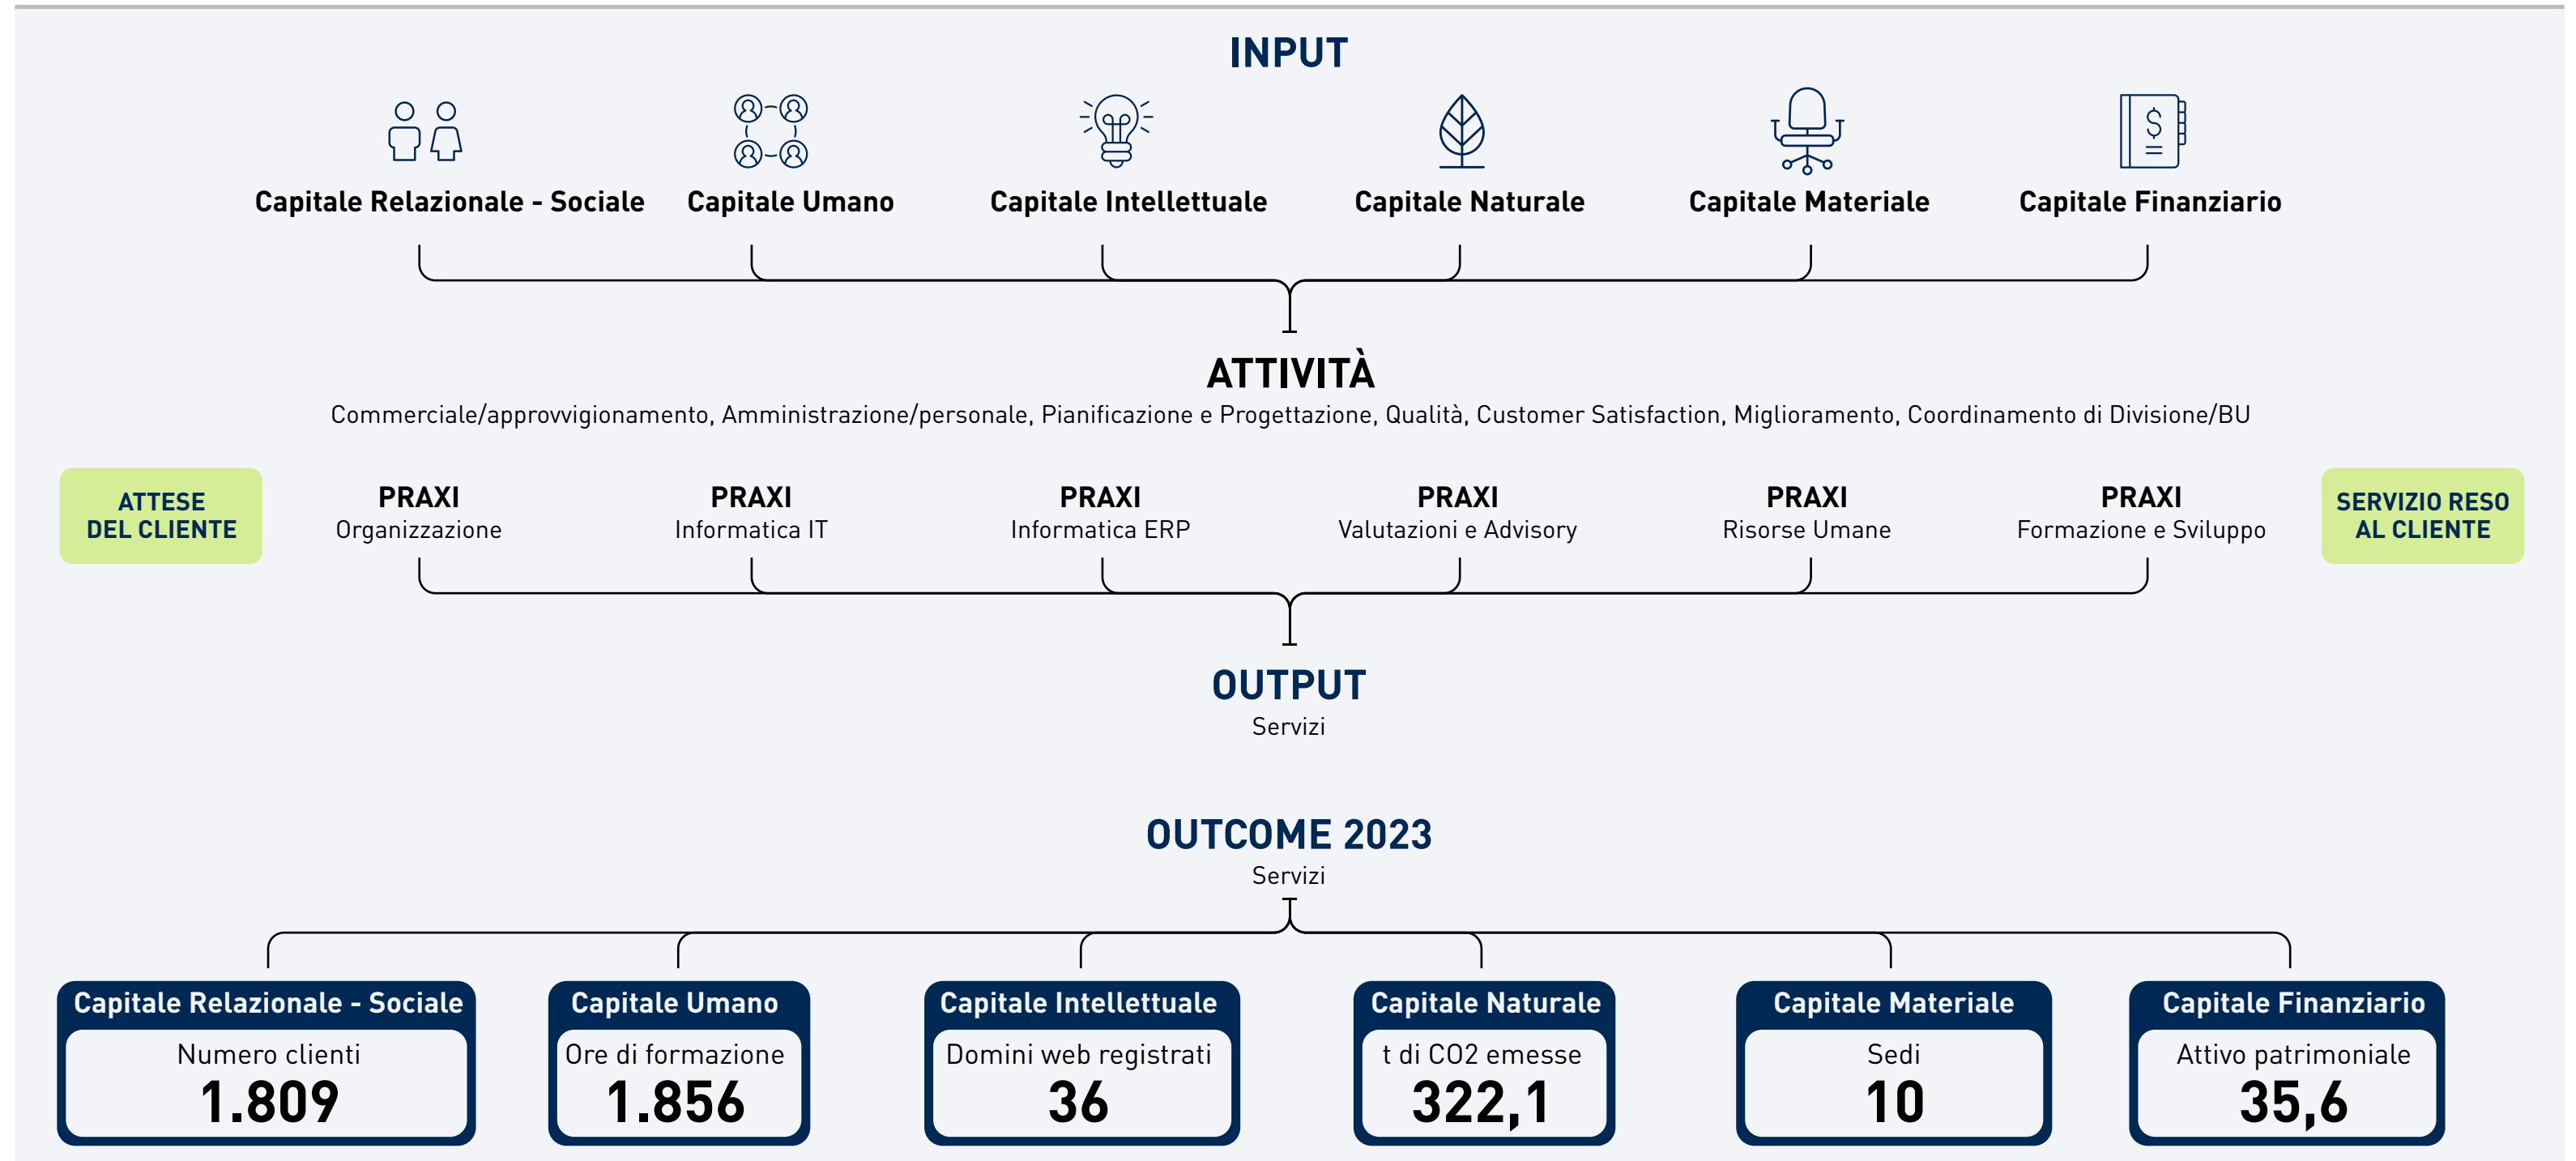 INPUT
Capitale Relazionale - Sociale
Capitale Umano
Capitale Intellettuale
Capitale Naturale
Capitale Materiale
$
Capitale Finanziario
ATTIVITÀ
Commerciale/approvvigionamento, Amministrazione/personale, Pianificazione e Progettazione, Qualità, Customer Satisfaction, Miglioramento, Coordinamento di Divisione/BU
ATTESE
DEL CLIENTE
PRAXI
Organizzazione
PRAXI
Informatica IT
PRAXI
Informatica ERP
PRAXI
Valutazioni e Advisory
PRAXI
Risorse Umane
PRAXI
Formazione e Sviluppo
SERVIZIO RESO
AL CLIENTE
OUTPUT
Servizi
OUTCOME 2023
Servizi
Capitale Relazionale - Sociale
Numero clienti
1.809
Capitale Umano
Ore di formazione
1.856
Capitale Intellettuale
Domini web registrati
36
Capitale Naturale
t di CO2 emesse
322,1
Capitale Materiale
Sedi
10
Capitale Finanziario
Attivo patrimoniale
35,6